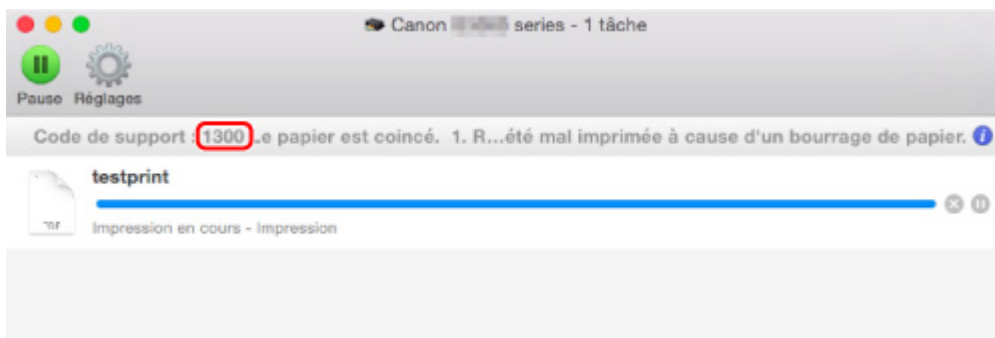 Canon series - 1 tâche
Pause Réglages
Code de support : 1300 Le papier est coincé. 1. R...été mal imprimée à cause d'un bourrage de papier.
testprint
Impression en cours - Impression